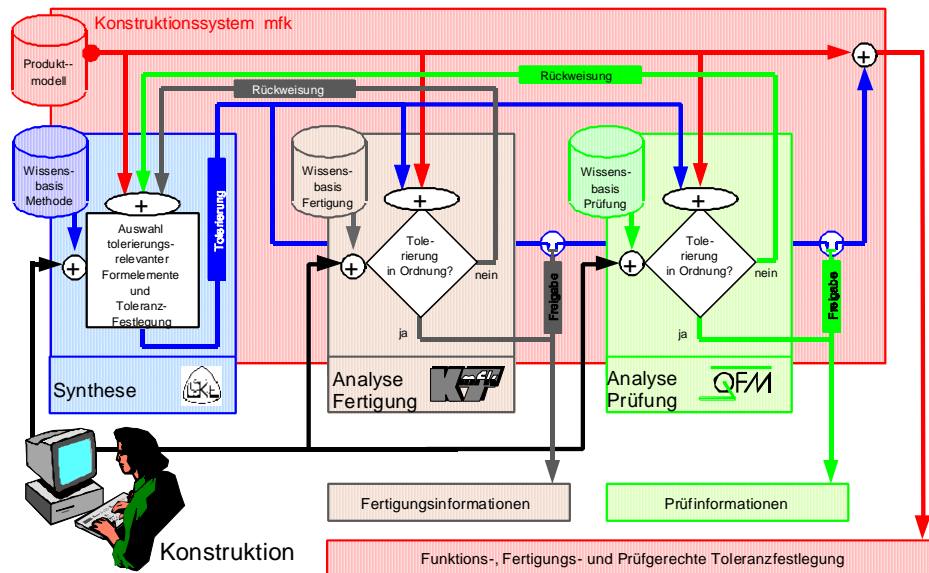 Konstruktionssystem mfk
Produkt--
modell
Rückweisung
Rückweisung
Wissens-
basis
Methode
Wissens-
basis
Fertigung
Wissens-
basis
Prüfung
Tolerierung
+
+
+
+
+
+
+
Auswahl
tolerierungs-
relevanter
Formelemente
und
Toleranz-
Festlegung
Tole-
rierung
in Ordnung?
nein
ja
Freigabe
Tole-
rierung
in Ordnung?
nein
ja
Freigabe
Synthese
Analyse
Fertigung
mfk
Analyse
Prüfung
QFM
Fertigungsinformationen
Prüfinformationen
Konstruktion
Funktions-, Fertigungs- und Prüfgerechte Toleranzfestlegung